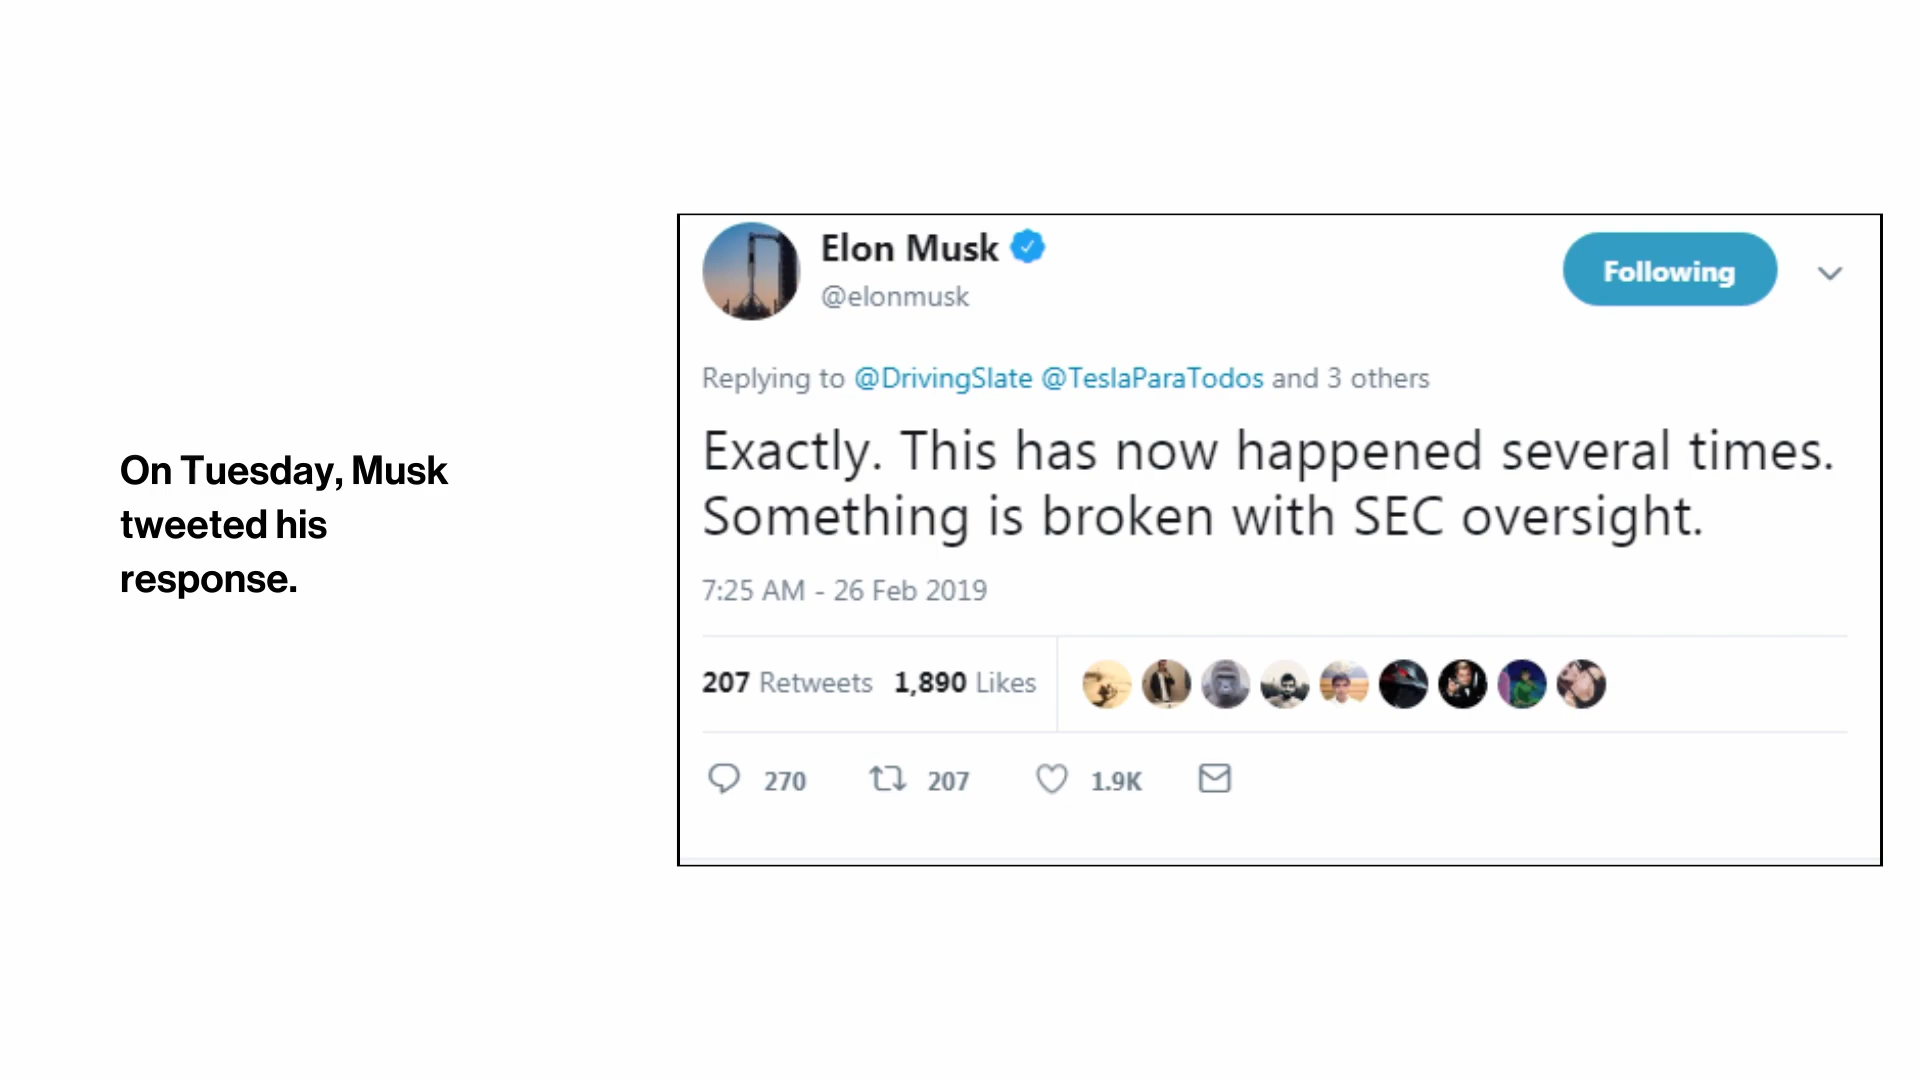 On Tuesday, Musk
tweeted his
response.
Elon Musk
@elonmusk
Following
Replying to @DrivingSlate @TeslaParaTodos and 3 others
Exactly. This has now happened several times.
Something is broken with SEC oversight.
7:25 AM - 26 Feb 2019
207 Retweets 1,890 Likes
270 207 1.9K